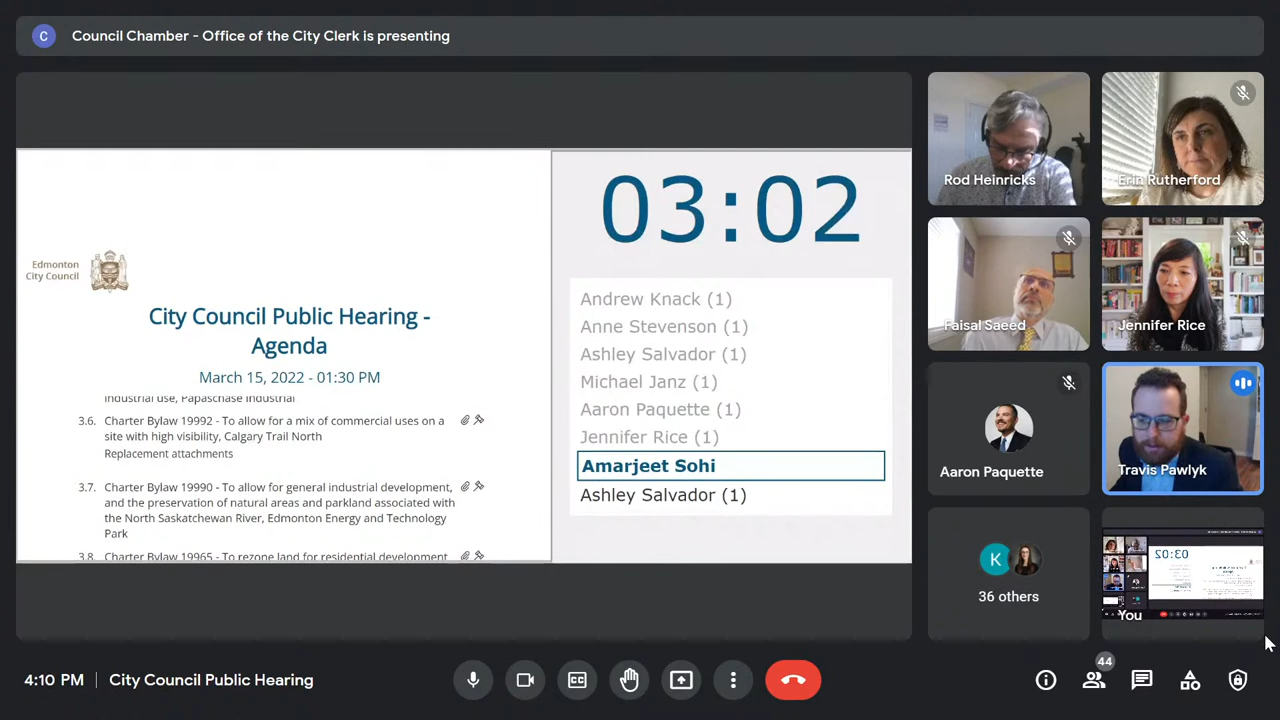 C
Council Chamber - Office of the City Clerk is presenting
Edmonton
City Council
City Council Public Hearing -
Agenda
March 15, 2022 - 01:30 PM
industrial use, Papaschase Industrial
3.6. Charter Bylaw 19992 - To allow for a mix of commercial uses on a
site with high visibility, Calgary Trail North
Replacement attachments
3.7. Charter Bylaw 19990 - To allow for general industrial development,
and the preservation of natural areas and parkland associated with
the North Saskatchewan River, Edmonton Energy and Technology
Park
3.8. Charter Bylaw 19965 - To rezone land for residential development
03:02
Andrew Knack (1)
Anne Stevenson (1)
Ashley Salvador (1)
Michael Janz (1)
Aaron Paquette (1)
Jennifer Rice (1)
Amarjeet Sohi
Ashley Salvador (1)
Rod Heinricks
Erin Rutherford
Faisal Saeed
Jennifer Rice
Aaron Paquette
Travis Pawlyk
K
36 others
03:02
You
4:10 PM | City Council Public Hearing
CC
44